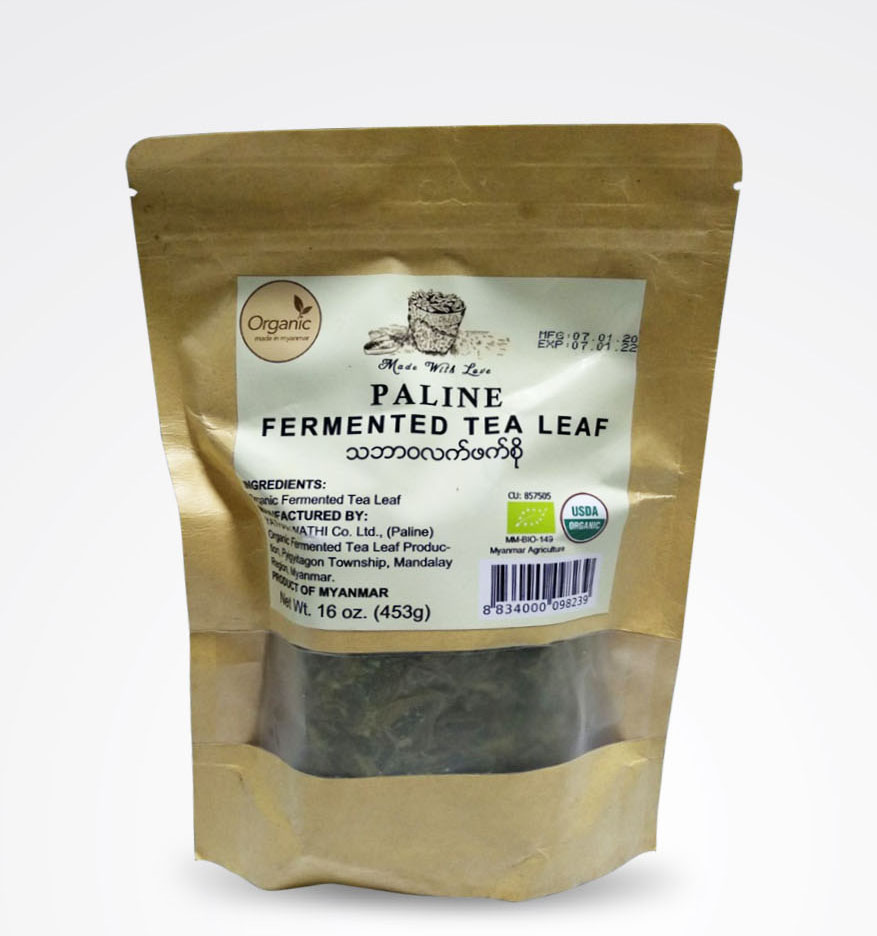 Organic
made in myanmar
MFG:07.01.20
EXP:07.01.22
Made With Love
PALINE
FERMENTED TEA LEAF
သဘာဝလက်ဖက်စို
NGREDIENTS:
Fermented Tea Leaf
Co. Ltd., (Paline)
Organic Fermented Tea Leaf Produc-
Township, Mandalay
Myanmar.
PRODUCT OF MYANMAR
Net Wt. 16 oz. (453g)
CU: 857505
USDA
ORGANIC
MM-BIO-149
Myanmar Agriculture
8 834000 098239